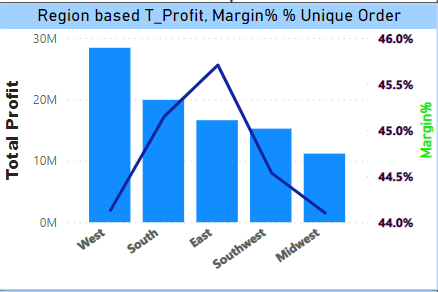 Region based T_Profit, Margin% % Unique Order
30M
20M
10M
0M
Total Profit
46.0%
45.5%
45.0%
44.5%
44.0%
Margin%
West
South
East
Southwest
Midwest